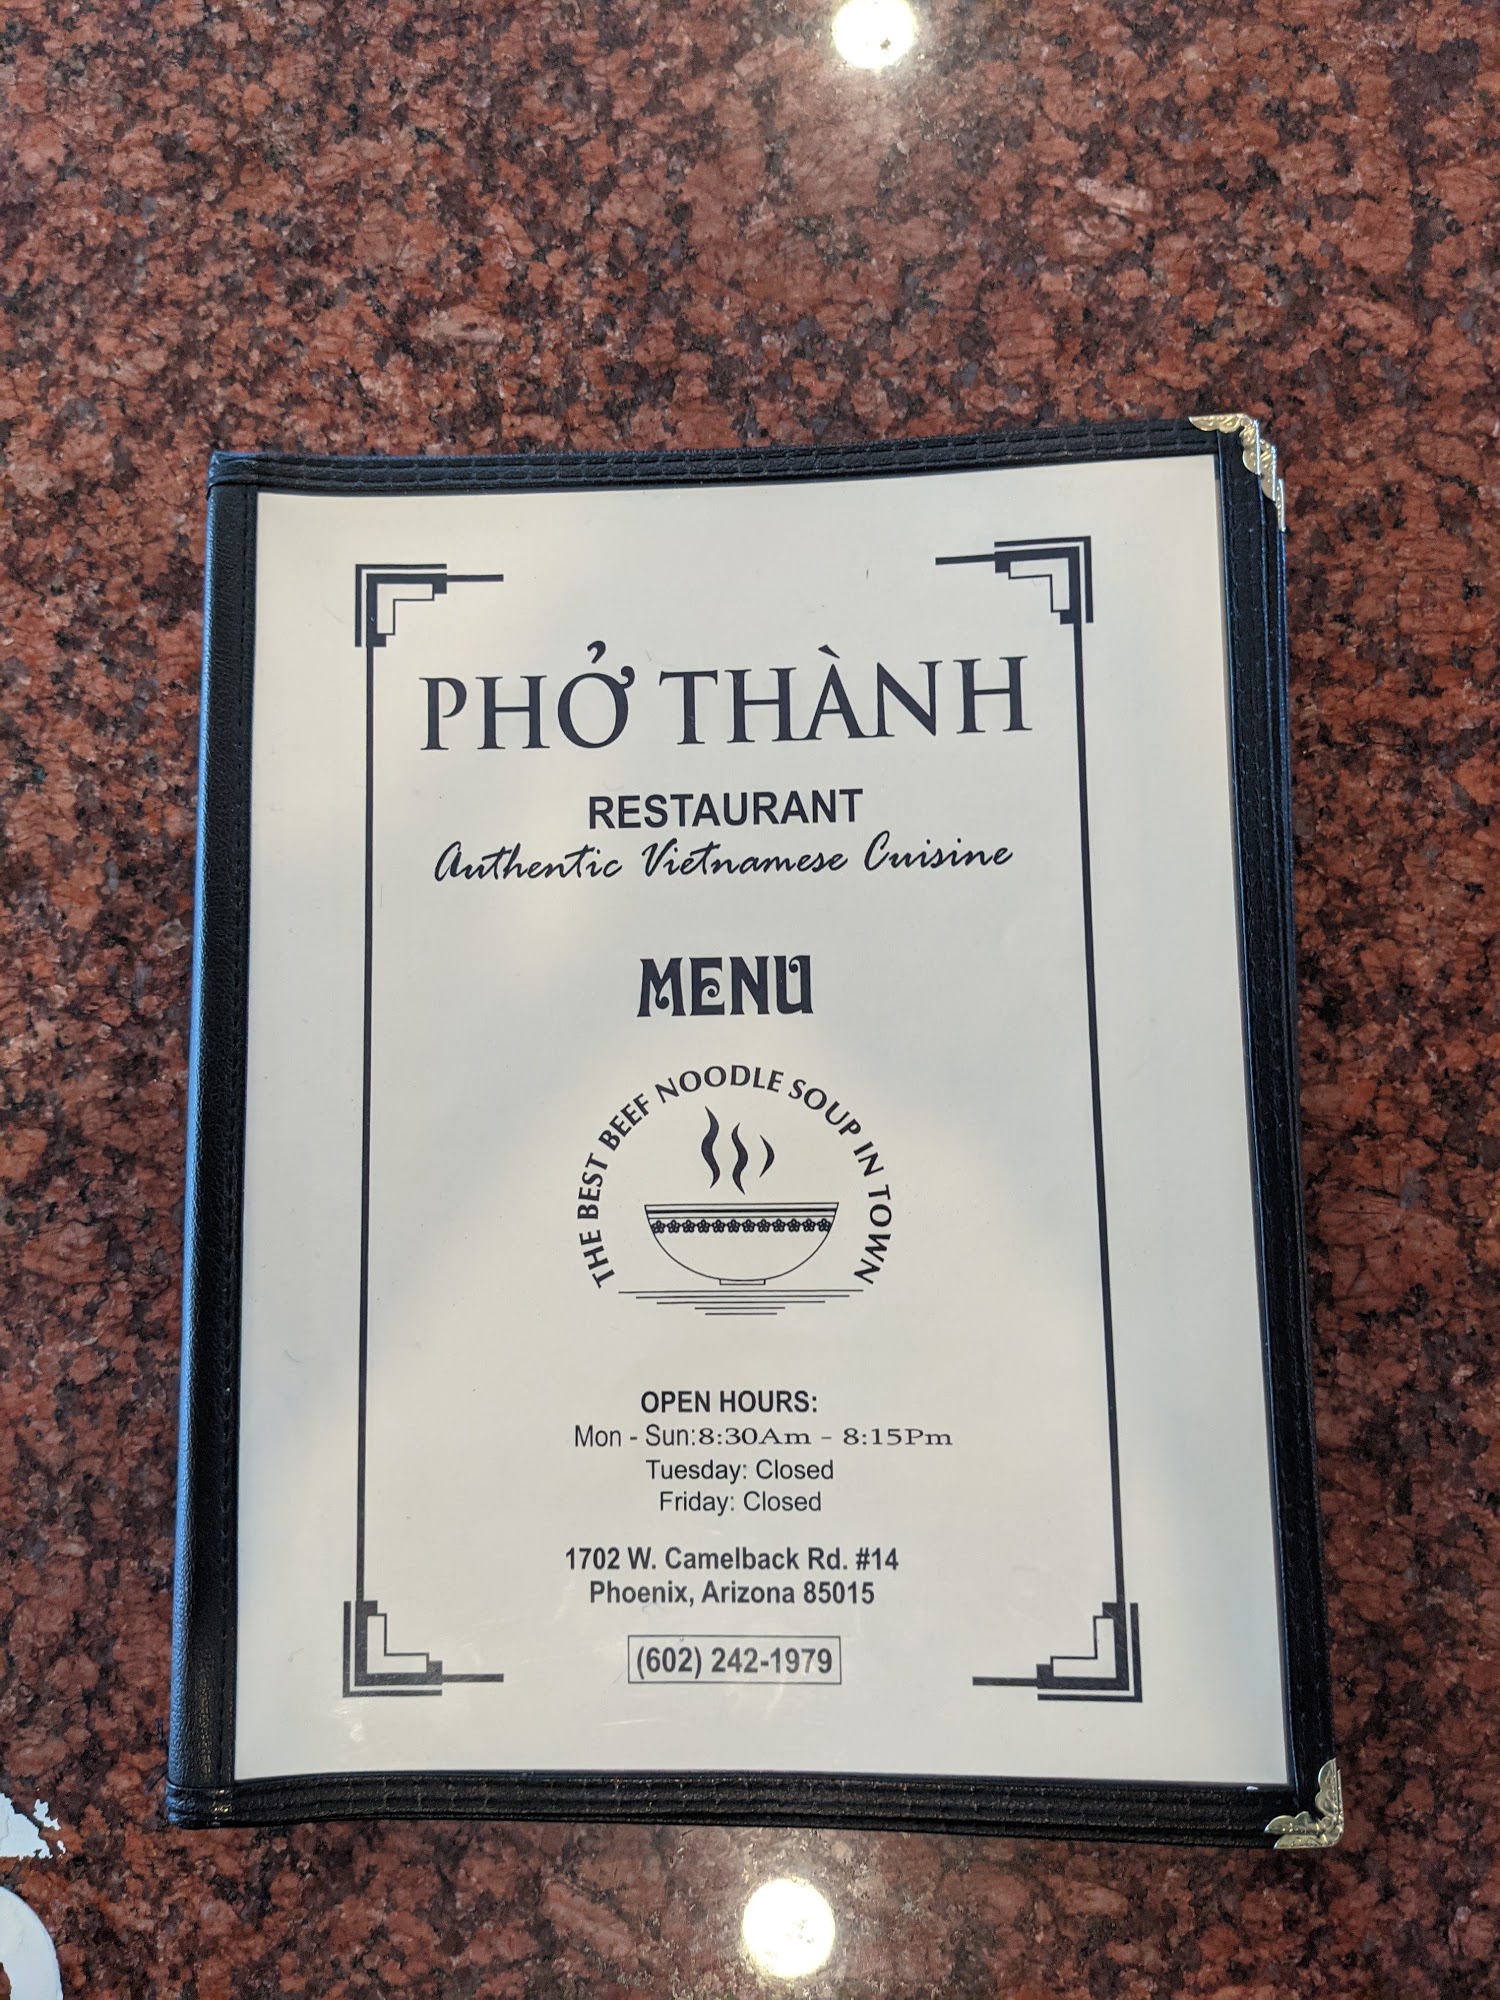 PHỞ THÀNH
RESTAURANT
Authentic Vietnamese Cuisine
MENU
THE BEST BEEF NOODLE SOUP IN TOWN
OPEN HOURS:
Mon - Sun:8:30Am - 8:15Pm
Tuesday: Closed
Friday: Closed
1702 W. Camelback Rd. #14
Phoenix, Arizona 85015
(602) 242-1979